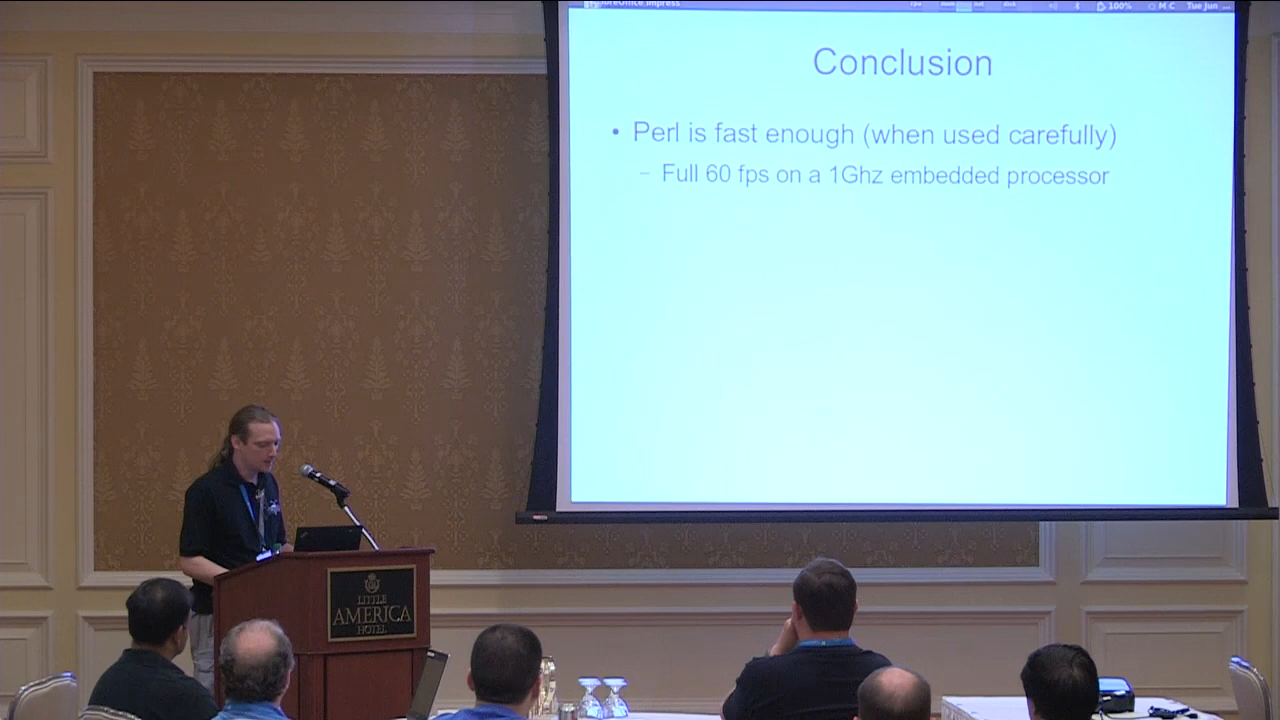 LibreOffice Impress
100%
M C
Tue Jun
Conclusion
• Perl is fast enough (when used carefully)
– Full 60 fps on a 1Ghz embedded processor
LITTLE
AMERICA
HOTEL